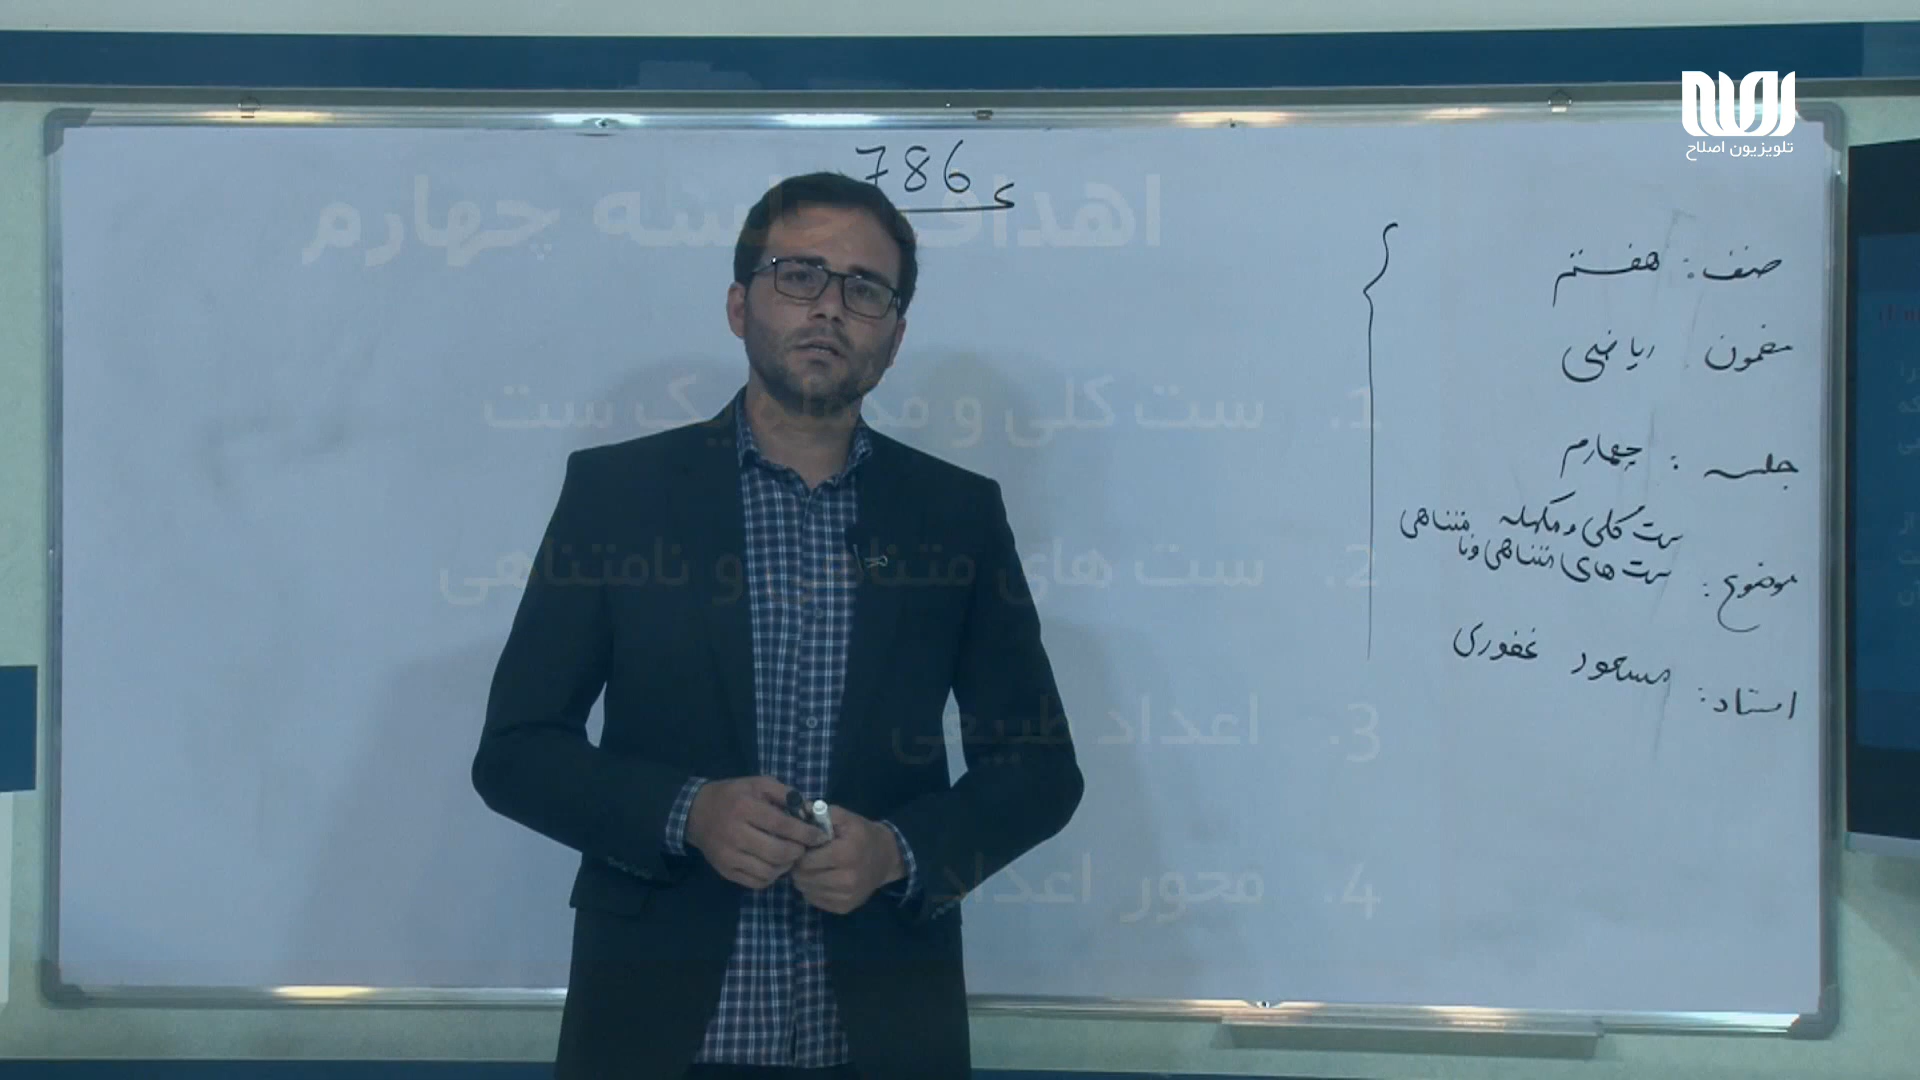 تلویزیون اصلاح
786
اهداف جلسه چهارم
1. ست کلی و مکمله یک ست
2. ست های متناهی و نامتناهی
3. اعداد طبیعی
4. محور اعداد
صنف: هفتم
مضمون: ریاضی
جلسه: چهارم
ست کلی و مکمله متناهی
موضوع: ست های متناهی ونا
استاد: مسعود غفوری